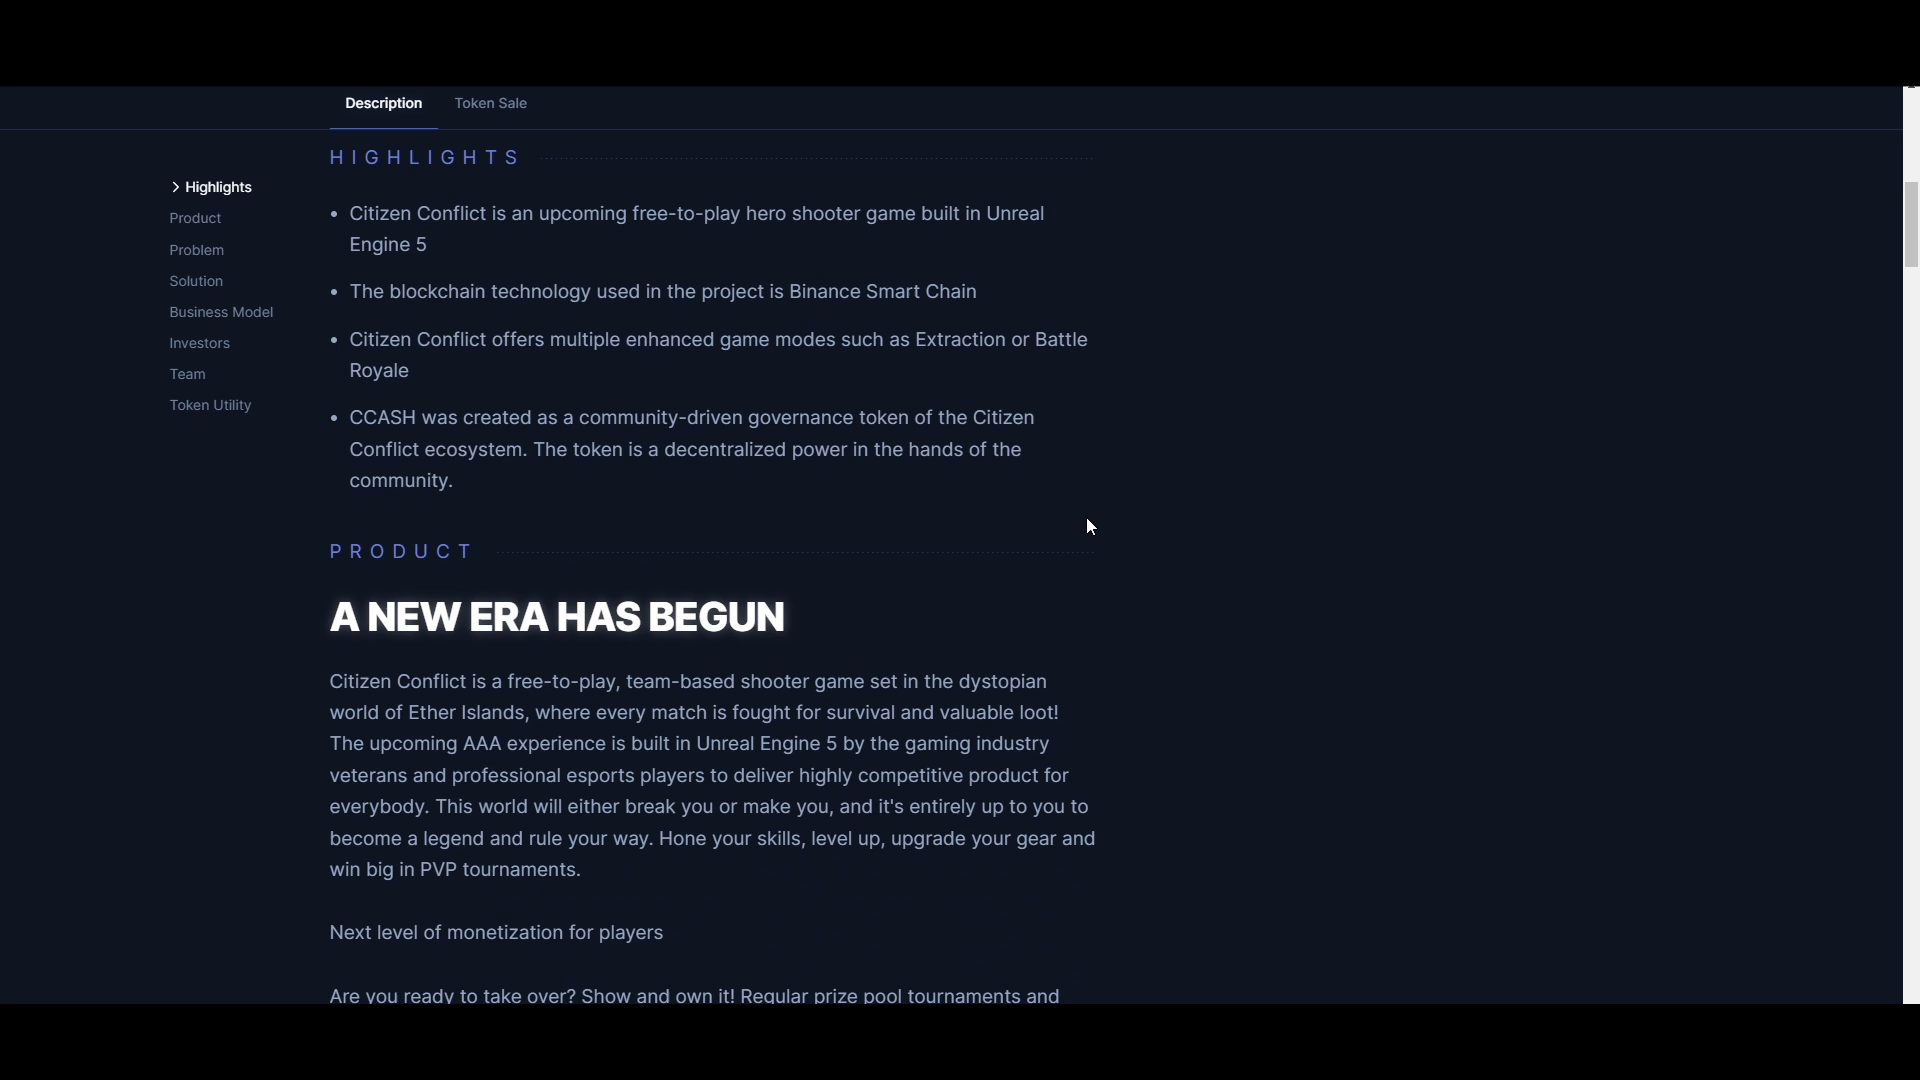 Description Token Sale
HIGHLIGHTS
Highlights
Product
Problem
Solution
Business Model
Investors
Team
Token Utility
• Citizen Conflict is an upcoming free-to-play hero shooter game built in Unreal
Engine 5
• The blockchain technology used in the project is Binance Smart Chain
• Citizen Conflict offers multiple enhanced game modes such as Extraction or Battle
Royale
• CCASH was created as a community-driven governance token of the Citizen
Conflict ecosystem. The token is a decentralized power in the hands of the
community.
PRODUCT
A NEW ERA HAS BEGUN
Citizen Conflict is a free-to-play, team-based shooter game set in the dystopian
world of Ether Islands, where every match is fought for survival and valuable loot!
The upcoming AAA experience is built in Unreal Engine 5 by the gaming industry
veterans and professional esports players to deliver highly competitive product for
everybody. This world will either break you or make you, and it's entirely up to you to
become a legend and rule your way. Hone your skills, level up, upgrade your gear and
win big in PVP tournaments.
Next level of monetization for players
Are you ready to take over? Show and own it! Regular prize pool tournaments and